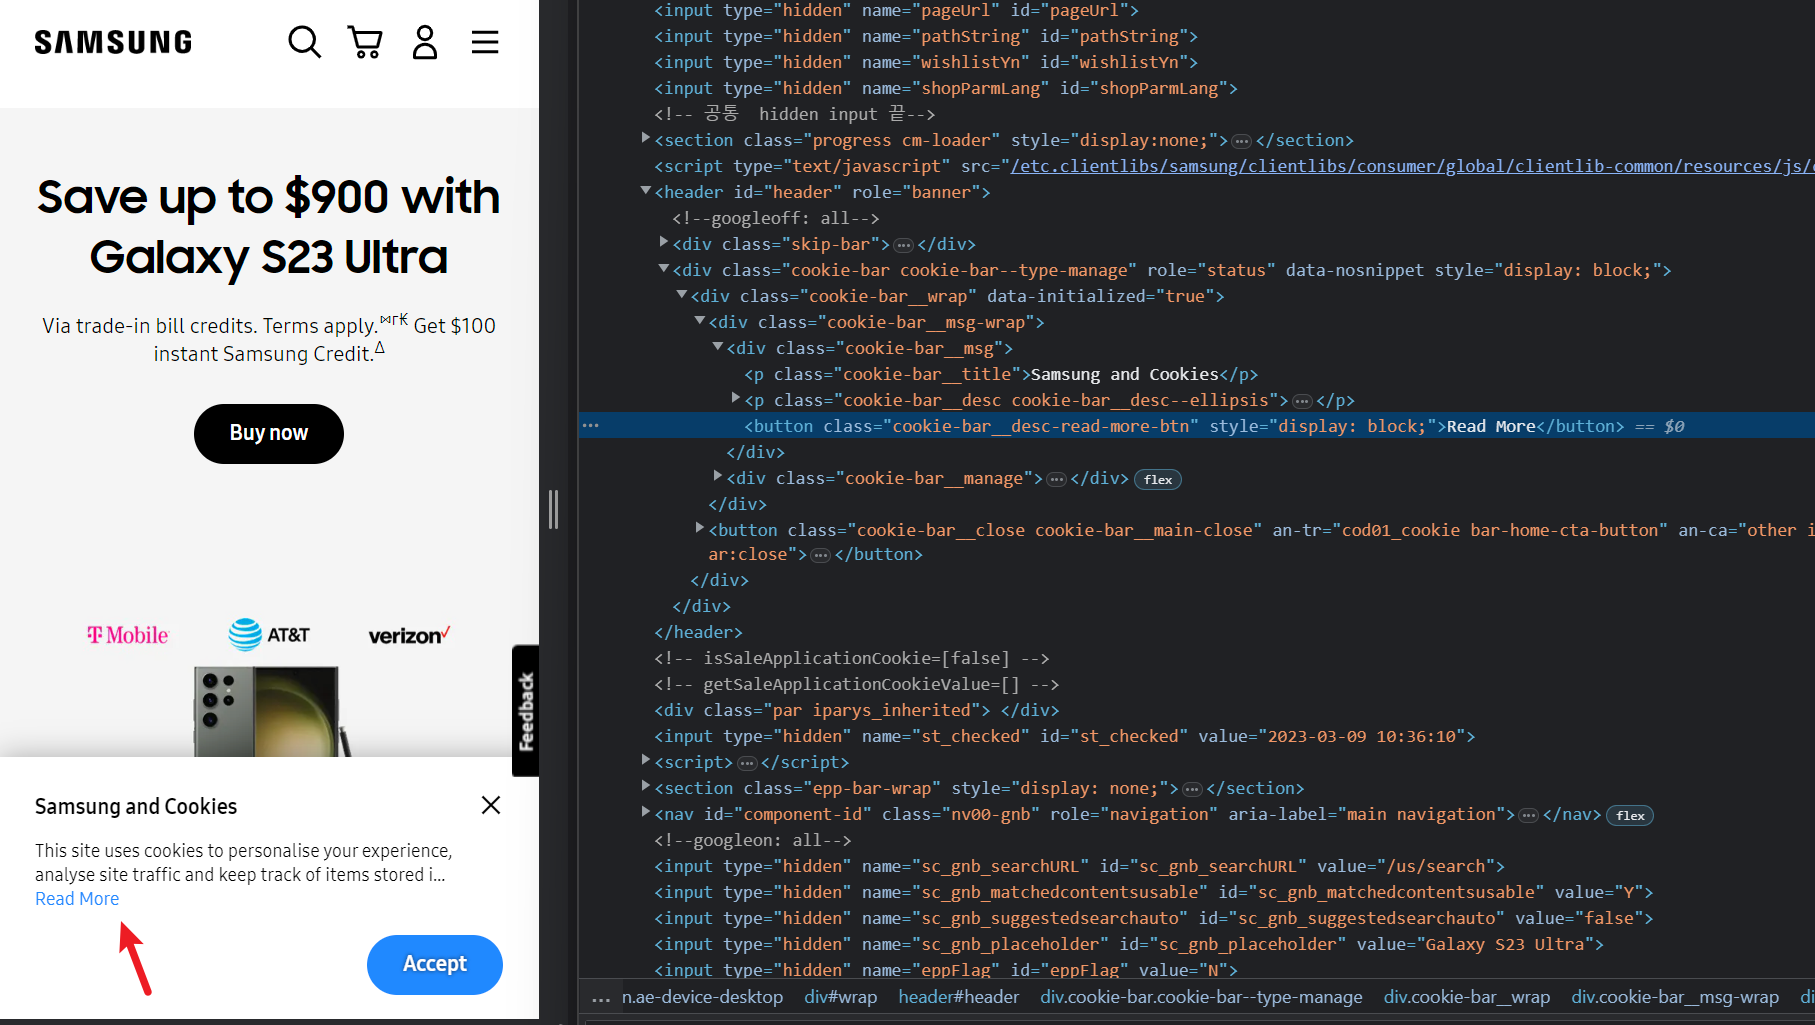 SAMSUNG
Save up to $900 with
Galaxy S23 Ultra
Via trade-in bill credits. Terms apply. Get $100
instant Samsung Credit.Δ
Buy now
T Mobile AT&T verizon✓
Feedback
Samsung and Cookies
This site uses cookies to personalise your experience,
analyse site traffic and keep track of items stored i...
Read More
Accept
<input type="hidden" name="pageUrl" id="pageUrl">
<input type="hidden" name="pathString" id="pathString">
<input type="hidden" name="wishlistYn" id="wishlistYn">
<input type="hidden" name="shopParmLang" id="shopParmLang">
<!-- 공통  hidden input 끝-->
<section class="progress cm-loader" style="display:none;">…</section>
<script type="text/javascript" src="/etc.clientlibs/samsung/clientlibs/consumer/global/clientlib-common/resources/js/
<header id="header" role="banner">
<!--googleoff: all-->
<div class="skip-bar">…</div>
<div class="cookie-bar cookie-bar--type-manage" role="status" data-nosnippet style="display: block;">
<div class="cookie-bar__wrap" data-initialized="true">
<div class="cookie-bar__msg-wrap">
<div class="cookie-bar__msg">
<p class="cookie-bar__title">Samsung and Cookies</p>
<p class="cookie-bar__desc cookie-bar__desc--ellipsis">…</p>
… <button class="cookie-bar__desc-read-more-btn" style="display: block;">Read More</button> == $0
</div>
<div class="cookie-bar__manage">…</div> flex
</div>
<button class="cookie-bar__close cookie-bar__main-close" an-tr="cod01_cookie bar-home-cta-button" an-ca="other i
ar:close">…</button>
</div>
</div>
</header>
<!-- isSaleApplicationCookie=[false] -->
<!-- getSaleApplicationCookieValue=[] -->
<div class="par iparys_inherited"> </div>
<input type="hidden" name="st_checked" id="st_checked" value="2023-03-09 10:36:10">
<script>…</script>
<section class="epp-bar-wrap" style="display: none;">…</section>
<nav id="component-id" class="nv00-gnb" role="navigation" aria-label="main navigation">…</nav> flex
<!--googleon: all-->
<input type="hidden" name="sc_gnb_searchURL" id="sc_gnb_searchURL" value="/us/search">
<input type="hidden" name="sc_gnb_matchedcontentsusable" id="sc_gnb_matchedcontentsusable" value="Y">
<input type="hidden" name="sc_gnb_suggestedsearchauto" id="sc_gnb_suggestedsearchauto" value="false">
<input type="hidden" name="sc_gnb_placeholder" id="sc_gnb_placeholder" value="Galaxy S23 Ultra">
<input type="hidden" name="eppFlag" id="eppFlag" value="N">
… n.ae-device-desktop div#wrap header#header div.cookie-bar.cookie-bar--type-manage div.cookie-bar__wrap div.cookie-bar__msg-wrap di